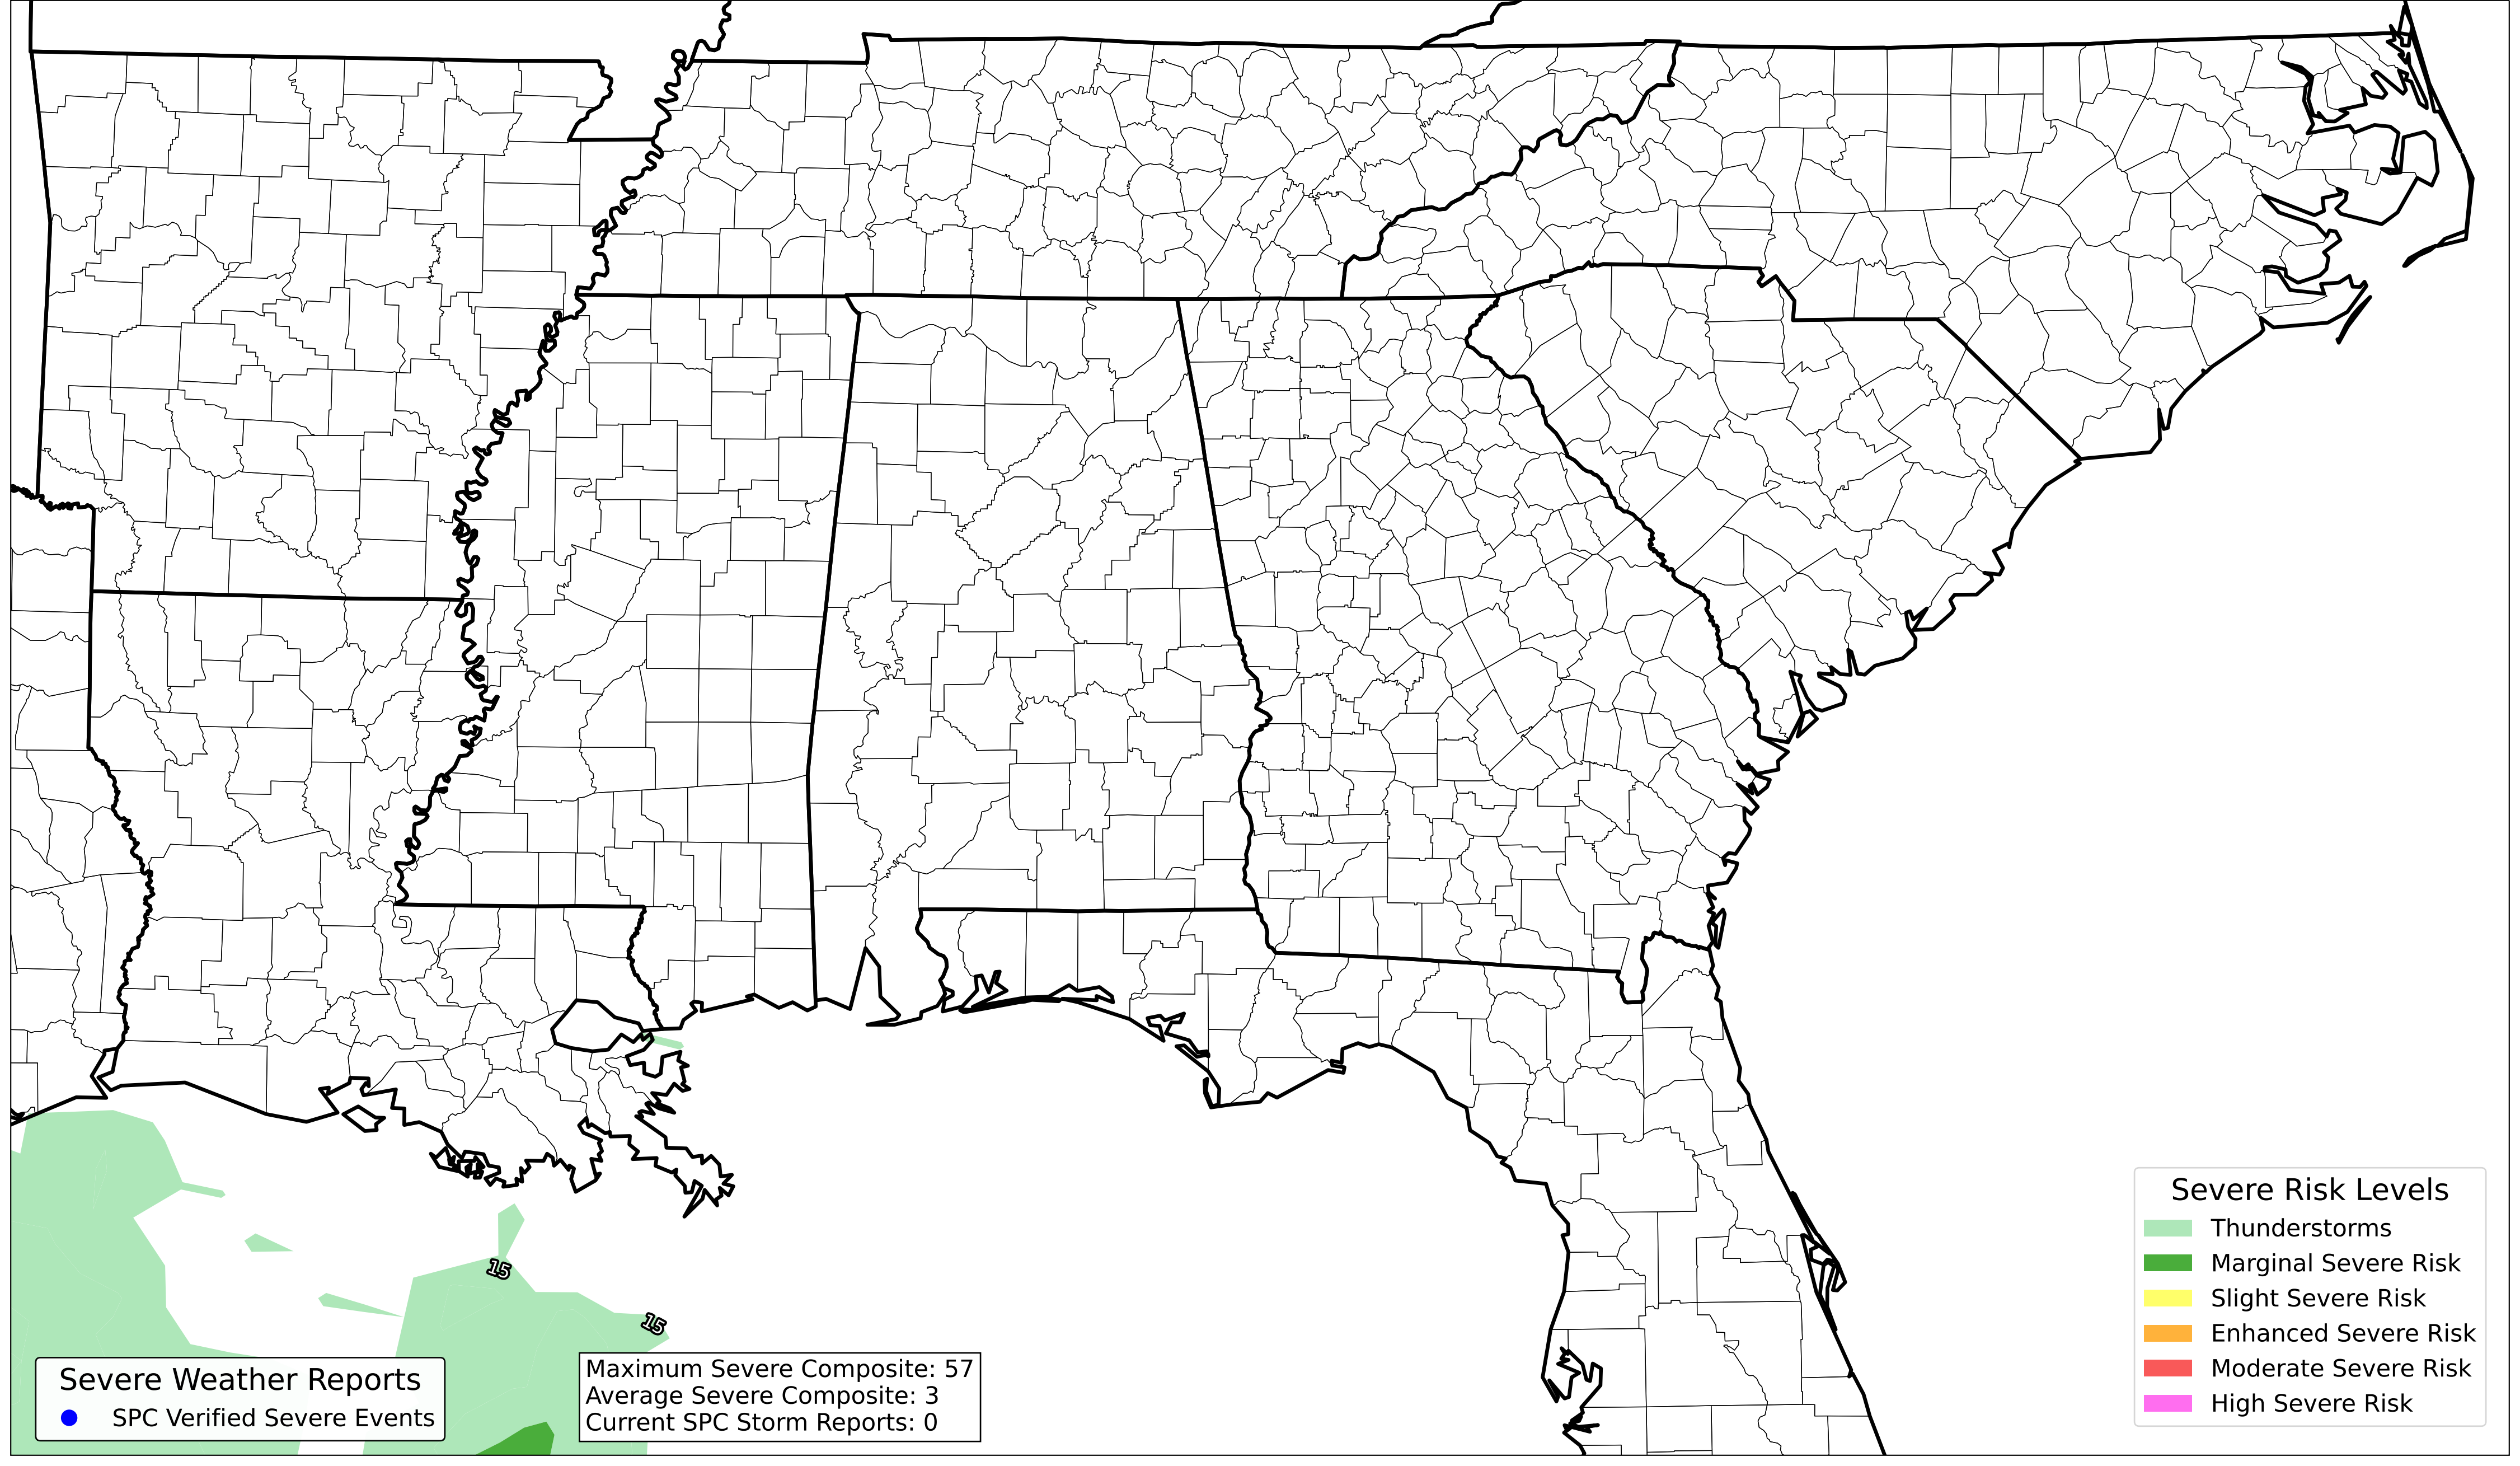 15
15
Severe Weather Reports
SPC Verified Severe Events
Maximum Severe Composite: 57
Average Severe Composite: 3
Current SPC Storm Reports: 0
Severe Risk Levels
Thunderstorms
Marginal Severe Risk
Slight Severe Risk
Enhanced Severe Risk
Moderate Severe Risk
High Severe Risk